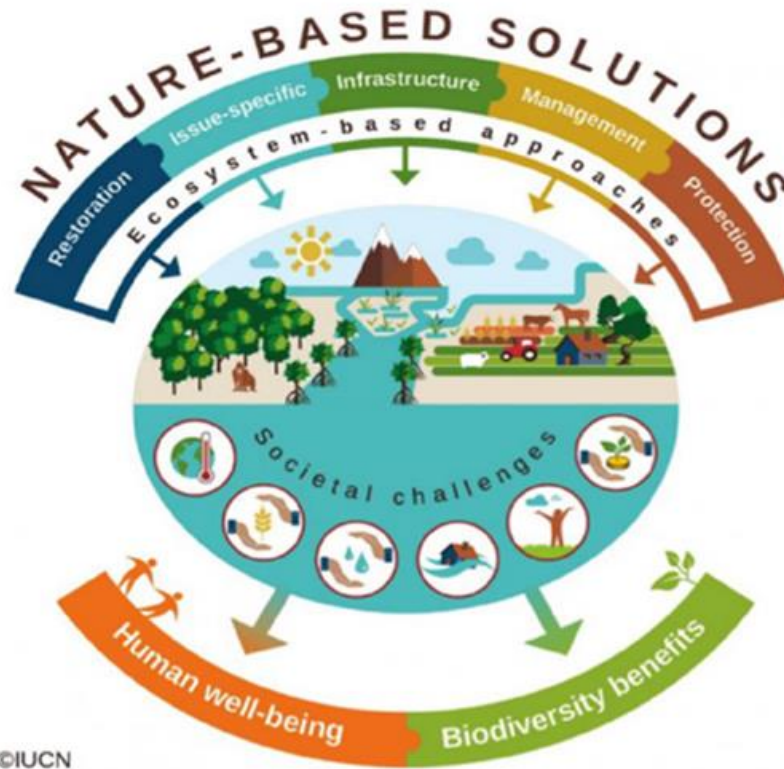 NATURE-BASED SOLUTIONS
Restoration
Issue-specific
Infrastructure
Management
Protection
Ecosystem-based approaches
Societal challenges
Human well-being
Biodiversity benefits
©IUCN